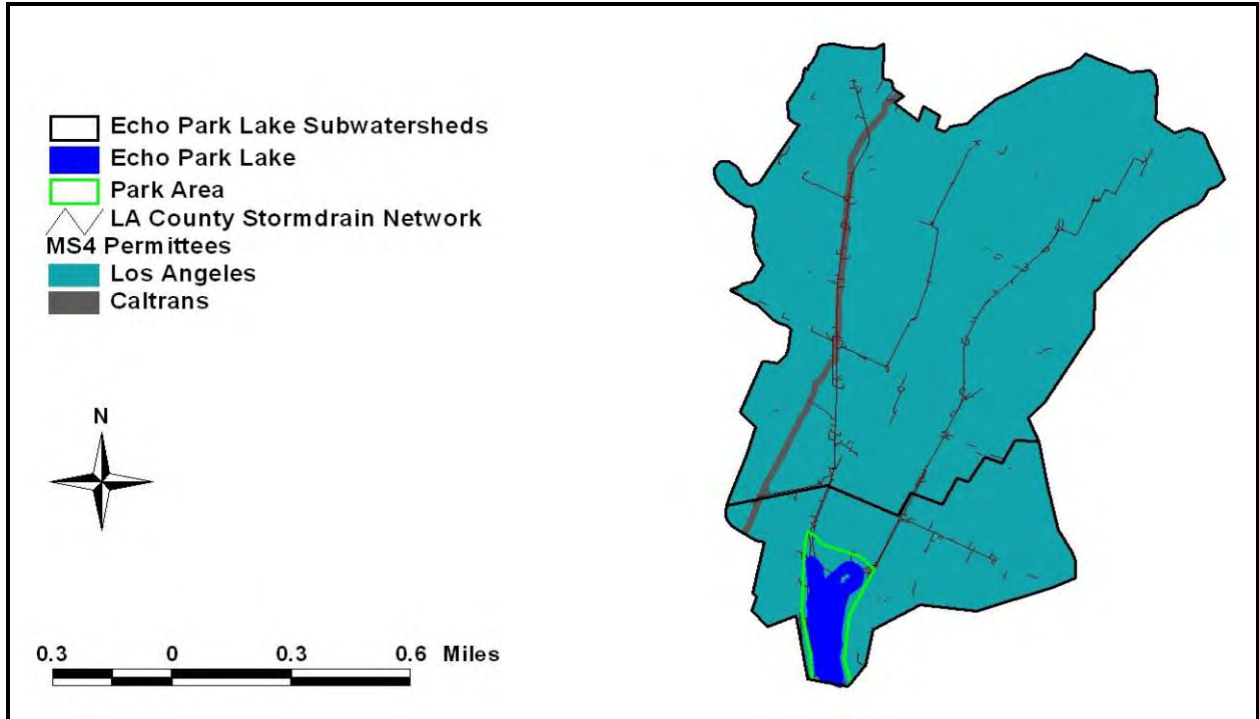 Echo Park Lake Subwatersheds
Echo Park Lake
Park Area
LA County Stormdrain Network
MS4 Permittees
Los Angeles
Caltrans
N
0.3 0 0.3 0.6 Miles